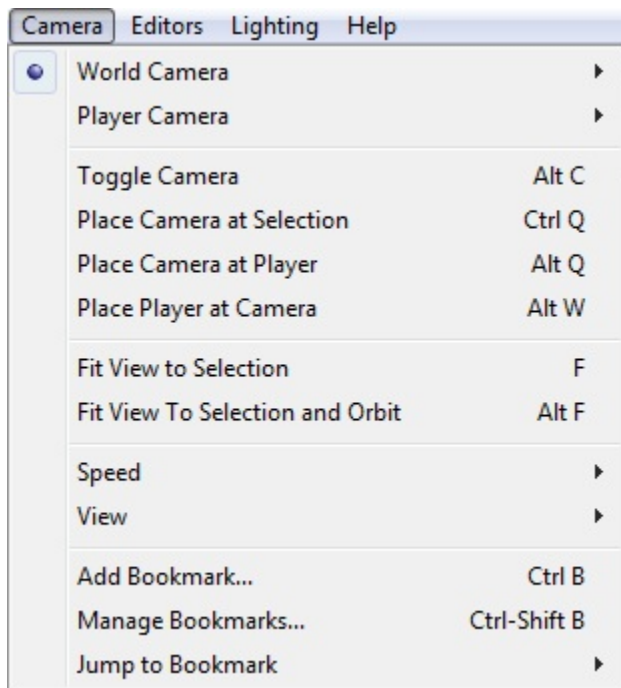 Camera Editors Lighting Help
World Camera
Player Camera
Toggle Camera Alt C
Place Camera at Selection Ctrl Q
Place Camera at Player Alt Q
Place Player at Camera Alt W
Fit View to Selection F
Fit View To Selection and Orbit Alt F
Speed
View
Add Bookmark... Ctrl B
Manage Bookmarks... Ctrl-Shift B
Jump to Bookmark